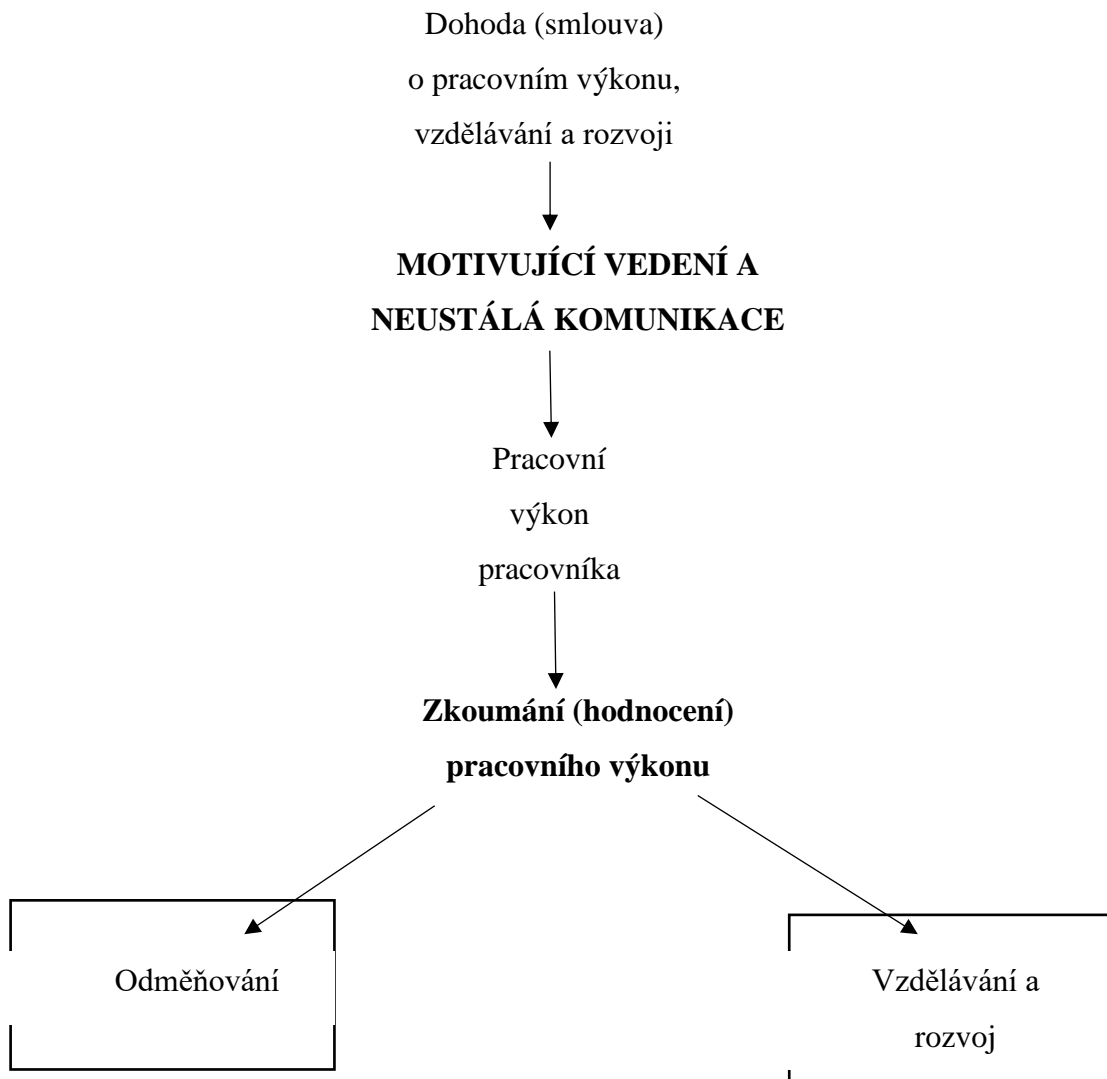 Dohoda (smlouva)
o pracovním výkonu,
vzdělávání a rozvoji
MOTIVUJÍCÍ VEDENÍ A
NEUSTÁLÁ KOMUNIKACE
Pracovní
výkon
pracovníka
Zkoumání (hodnocení)
pracovního výkonu
Odměňování
Vzdělávání a
rozvoj